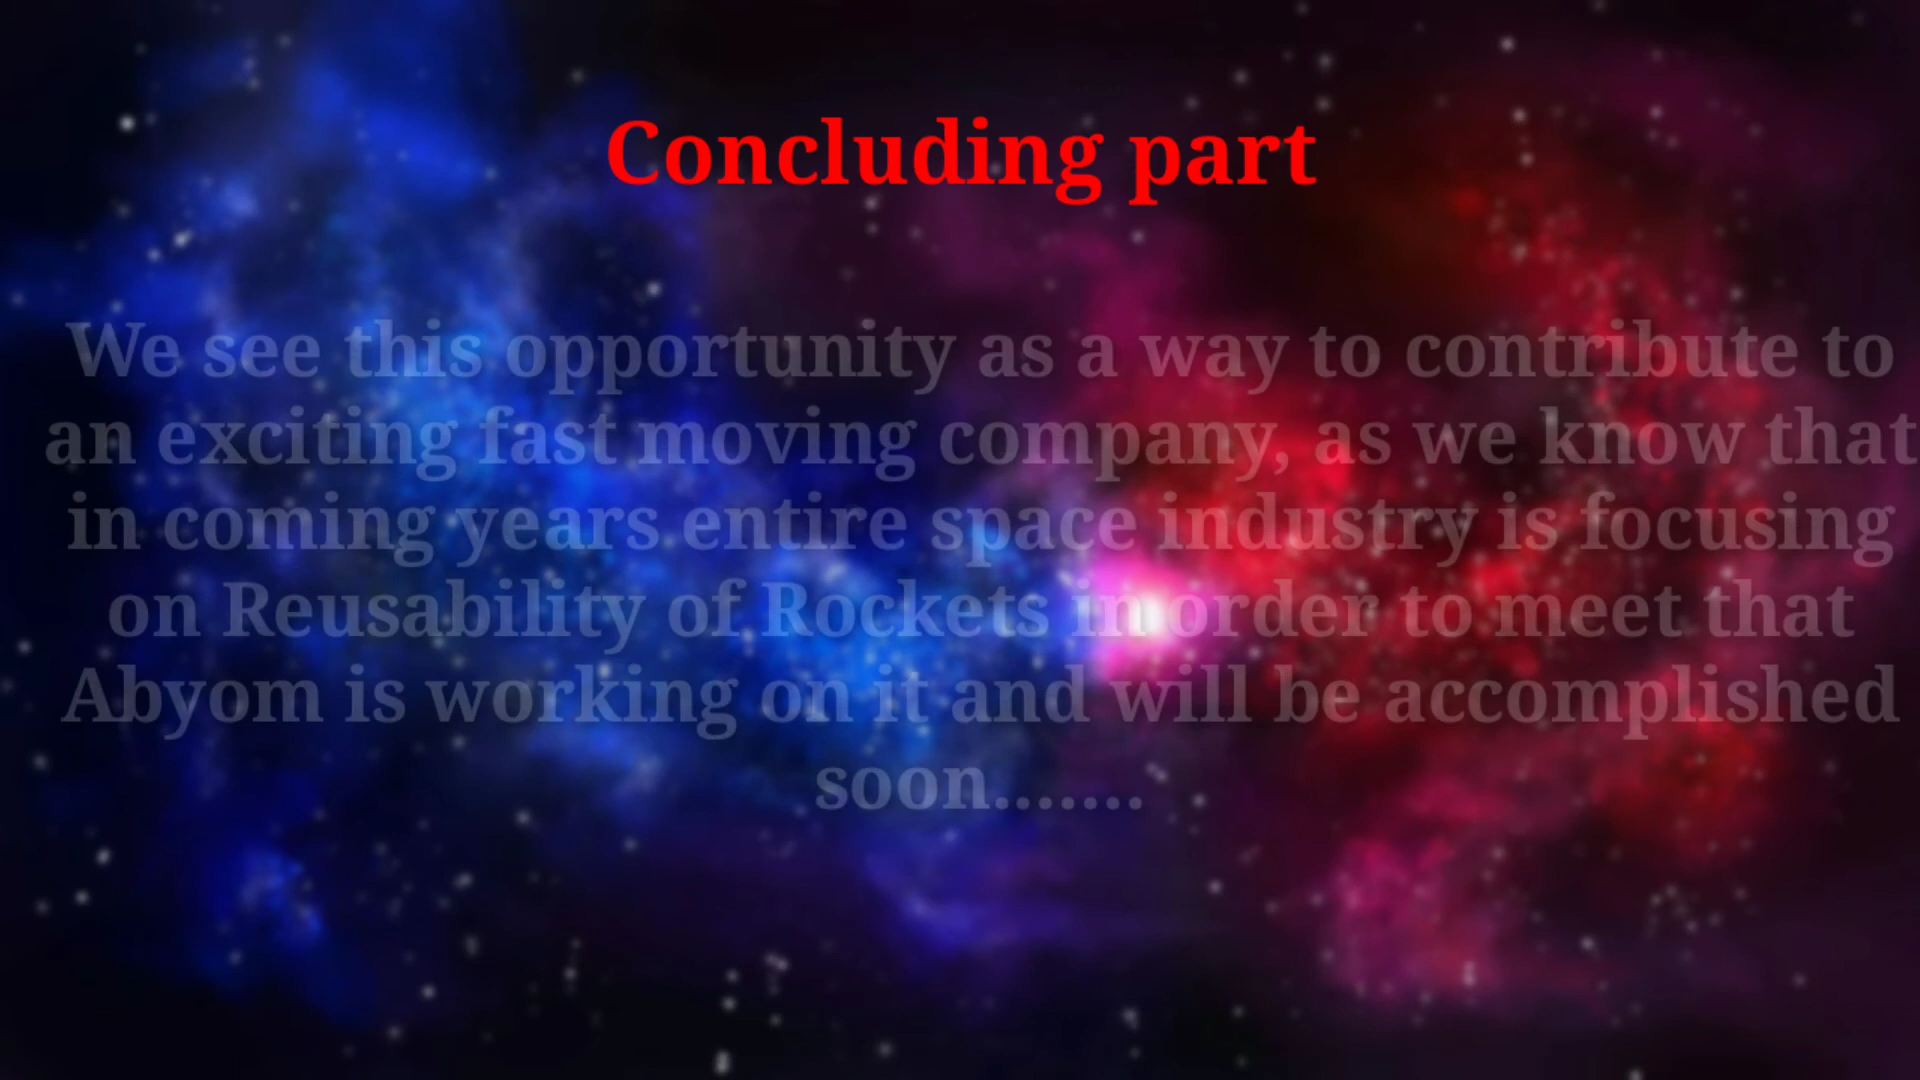 Concluding part
We see this opportunity as a way to contribute to
an exciting fast moving company, as we know that
in coming years entire space industry is focusing
on Reusability of Rockets in order to meet that
Abyom is working on it and will be accomplished
soon.......